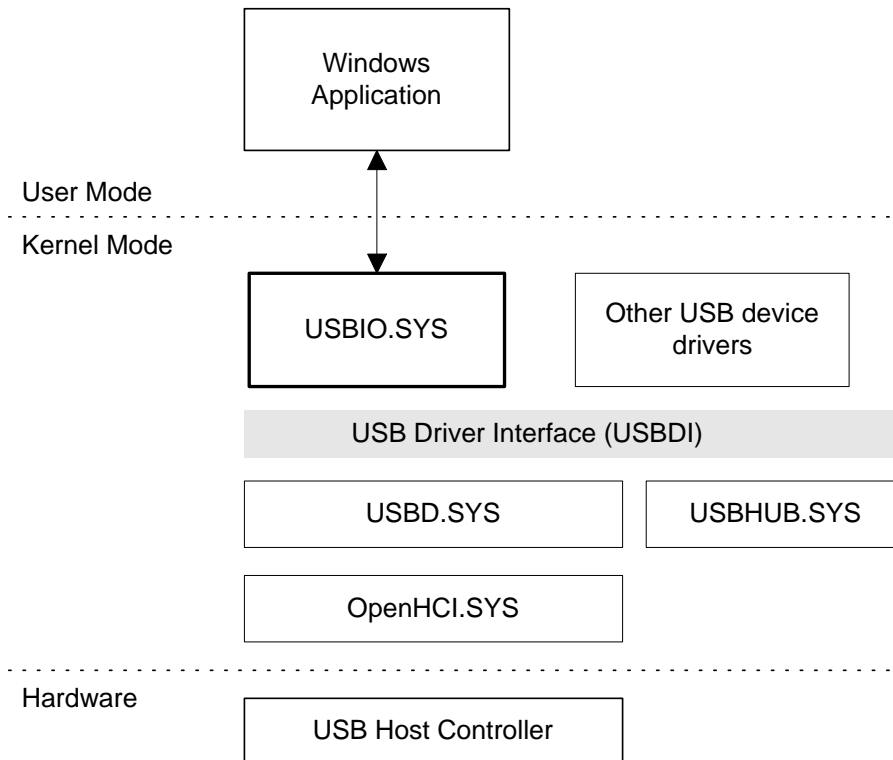 Windows
Application
User Mode
Kernel Mode
USBIO.SYS
Other USB device
drivers
USB Driver Interface (USBDI)
USBD.SYS
USBHUB.SYS
OpenHCI.SYS
Hardware
USB Host Controller